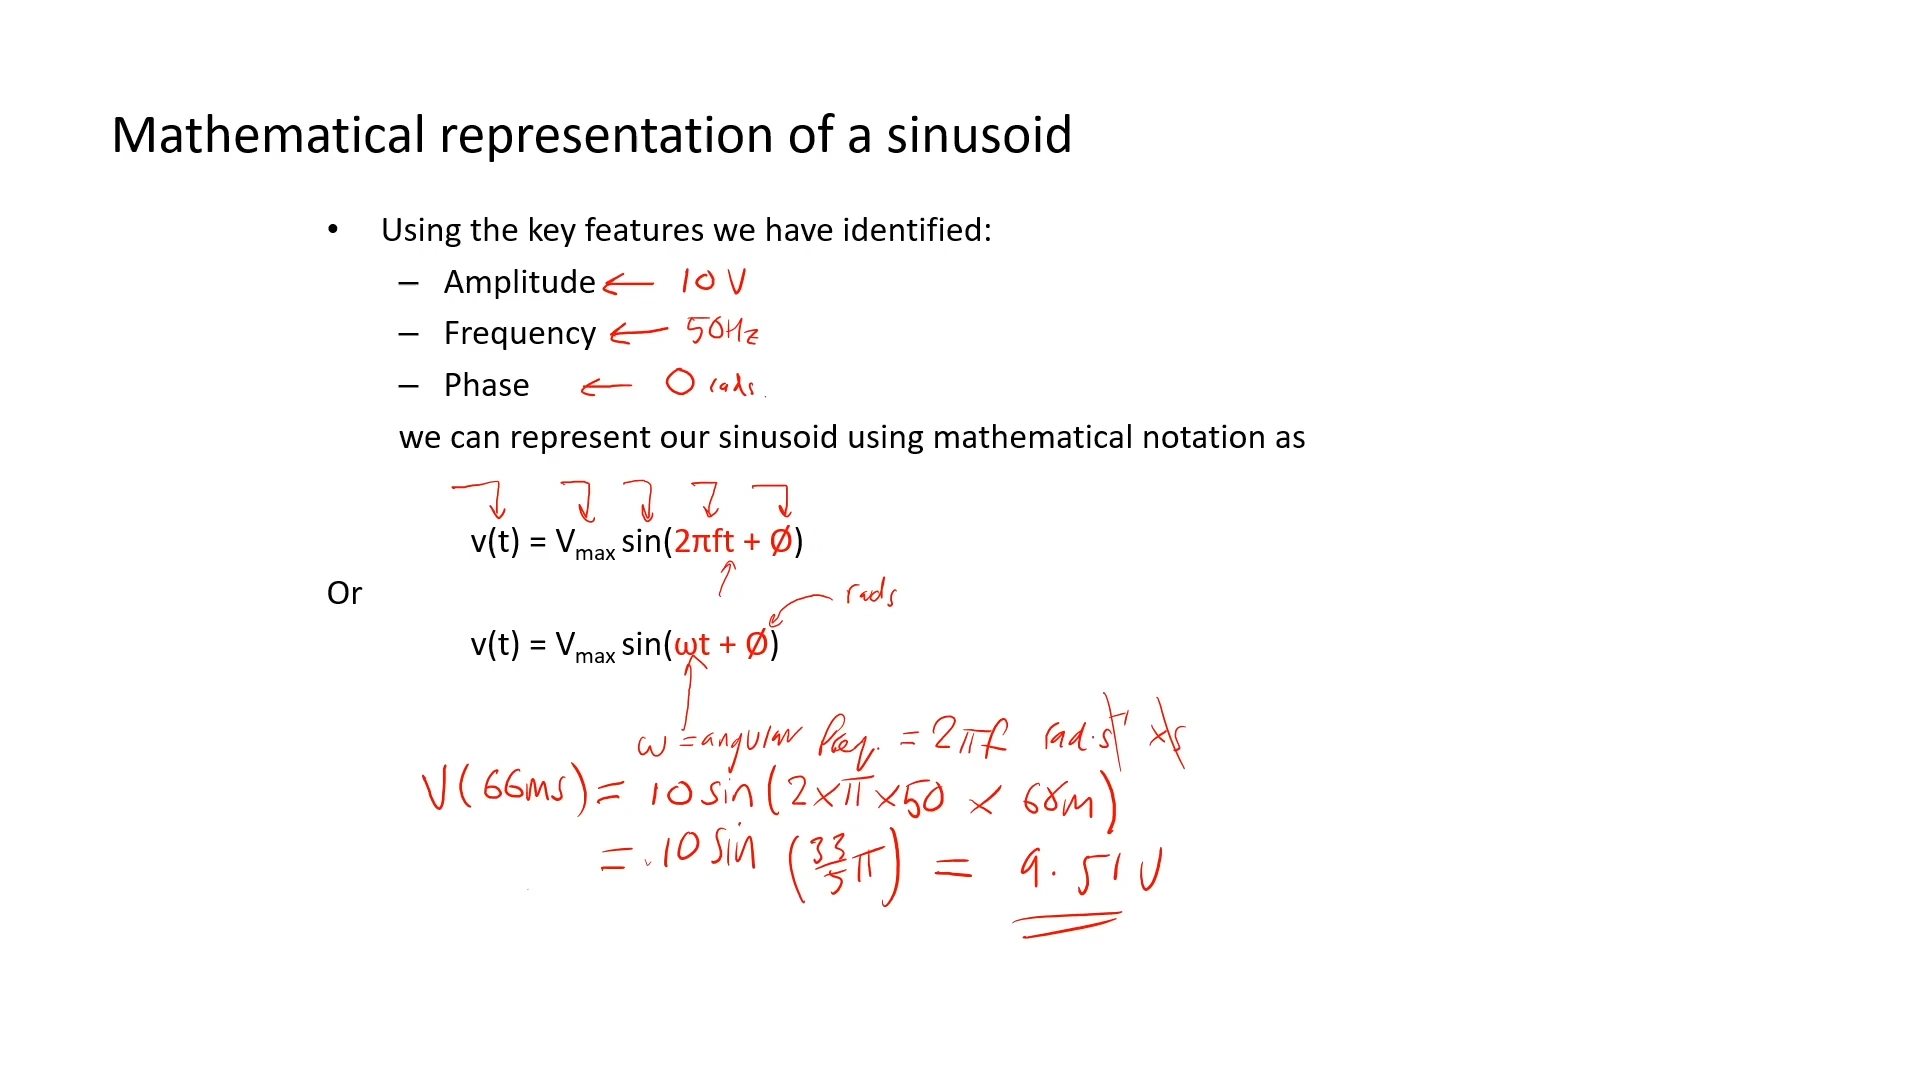 Mathematical representation of a sinusoid
• Using the key features we have identified:
– Amplitude ← 10 V
– Frequency ← 50Hz
– Phase ← 0 rads.
we can represent our sinusoid using mathematical notation as
v(t) = Vmax sin(2πft + Ø)
Or
rads
v(t) = Vmax sin(ωt + Ø)
ω = angular freq. = 2πf rad·s⁻¹ × s
V(66ms) = 10 sin(2×π×50 × 66m)
= 10 sin (33/5 π) = 9.51 V